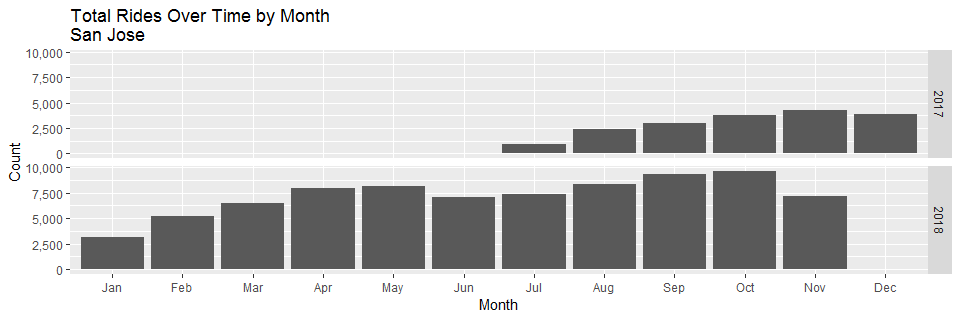 Total Rides Over Time by Month
San Jose
Count
10,000
7,500
5,000
2,500
0
2017
10,000
7,500
5,000
2,500
0
2018
Jan Feb Mar Apr May Jun Jul Aug Sep Oct Nov Dec
Month